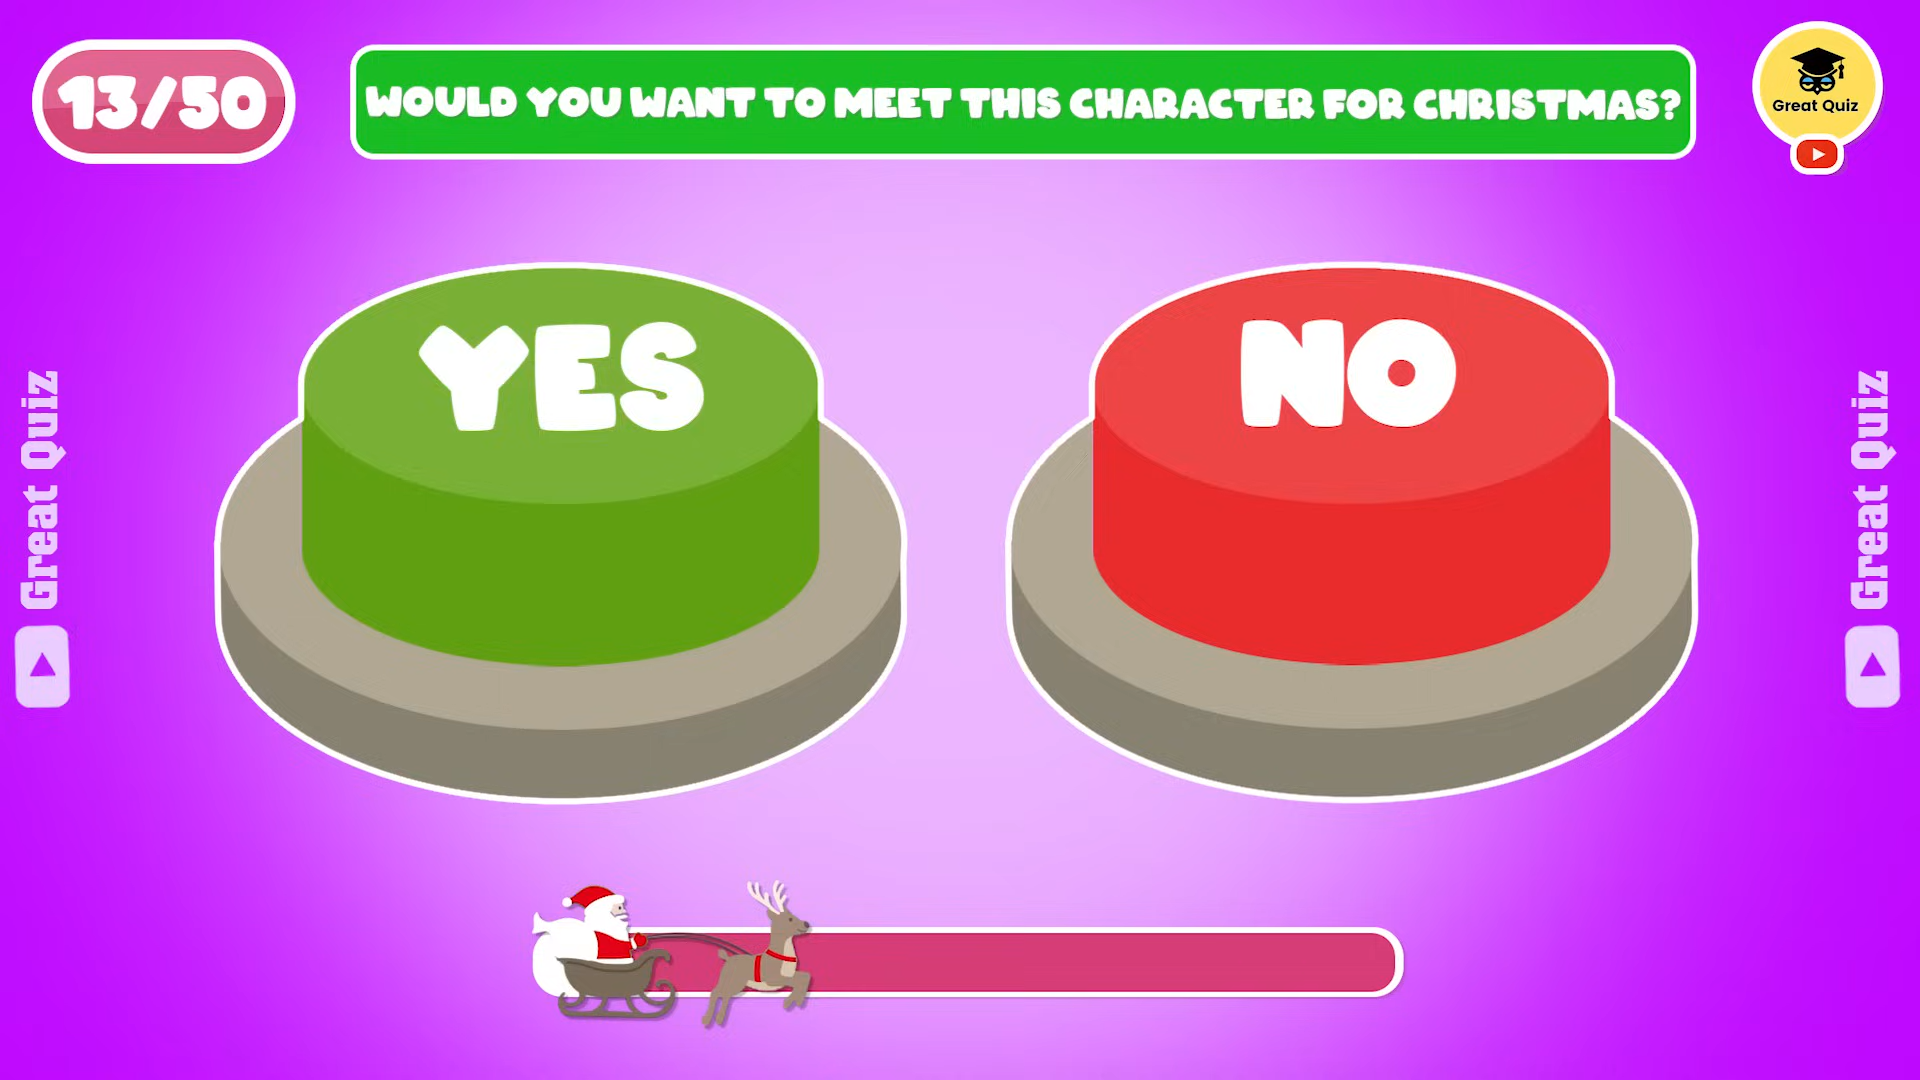 13/50
WOULD YOU WANT TO MEET THIS CHARACTER FOR CHRISTMAS?
Great Quiz
YES
NO
Great Quiz
Great Quiz